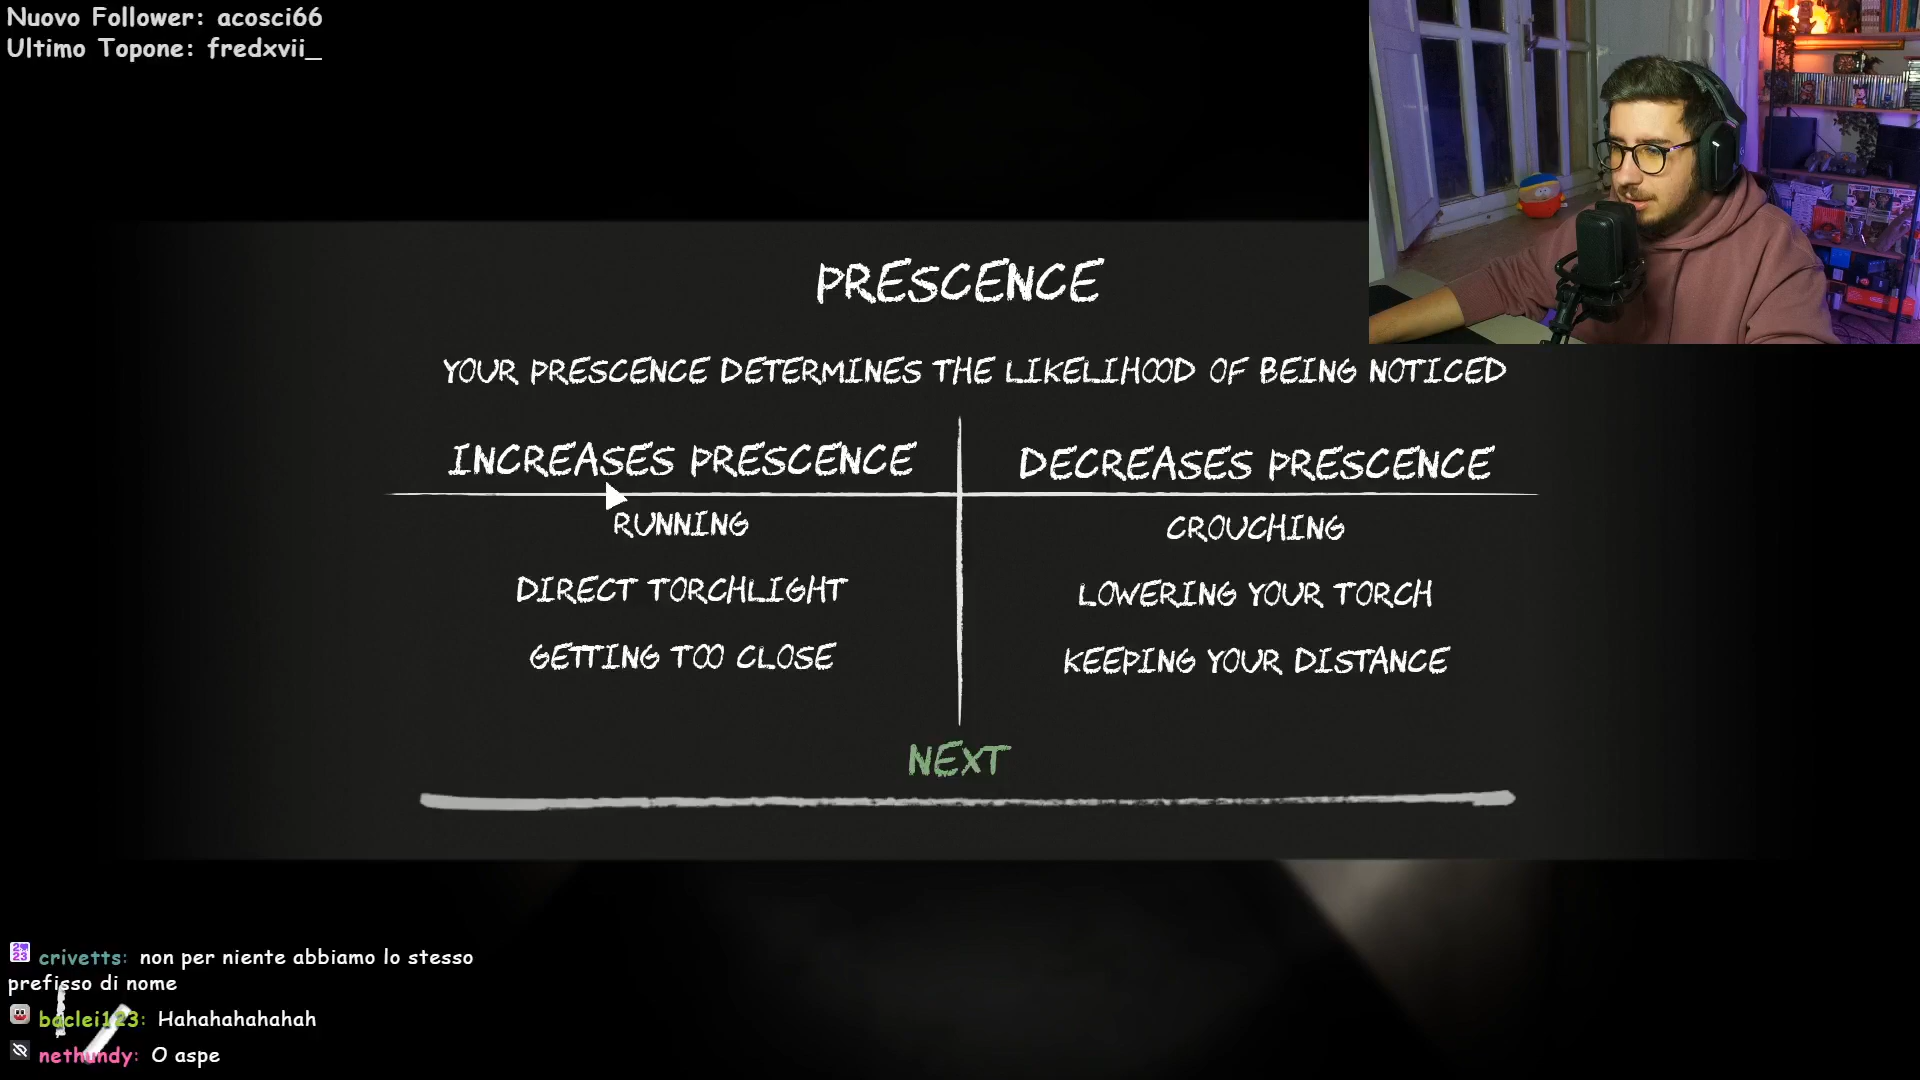 Nuovo Follower: acosci66
Ultimo Topone: fredxvii_
PRESCENCE
YOUR PRESCENCE DETERMINES THE LIKELIHOOD OF BEING NOTICED
INCREASES PRESCENCE
DECREASES PRESCENCE
RUNNING
CROUCHING
DIRECT TORCHLIGHT
LOWERING YOUR TORCH
GETTING TOO CLOSE
KEEPING YOUR DISTANCE
NEXT
crivetts: non per niente abbiamo lo stesso
prefisso di nome
baclei123: Hahahahahahah
nethundy: O aspe